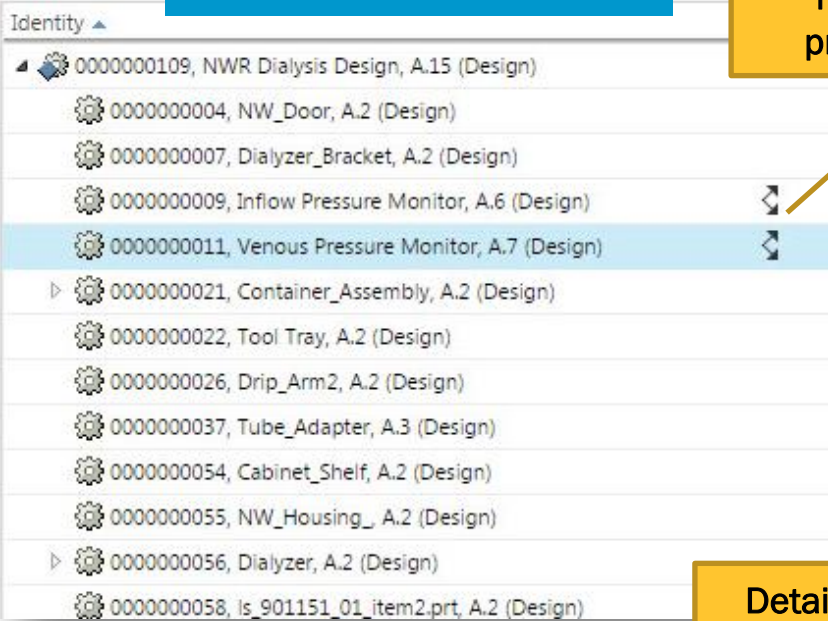 Identity
0000000109, NWR Dialysis Design, A.15 (Design)
0000000004, NW_Door, A.2 (Design)
0000000007, Dialyzer_Bracket, A.2 (Design)
0000000009, Inflow Pressure Monitor, A.6 (Design)
0000000011, Venous Pressure Monitor, A.7 (Design)
0000000021, Container_Assembly, A.2 (Design)
0000000022, Tool Tray, A.2 (Design)
0000000026, Drip_Arm2, A.2 (Design)
0000000037, Tube_Adapter, A.3 (Design)
0000000054, Cabinet_Shelf, A.2 (Design)
0000000055, NW_Housing_, A.2 (Design)
0000000056, Dialyzer, A.2 (Design)
0000000058, ls_901151_01_item2.prt, A.2 (Design)